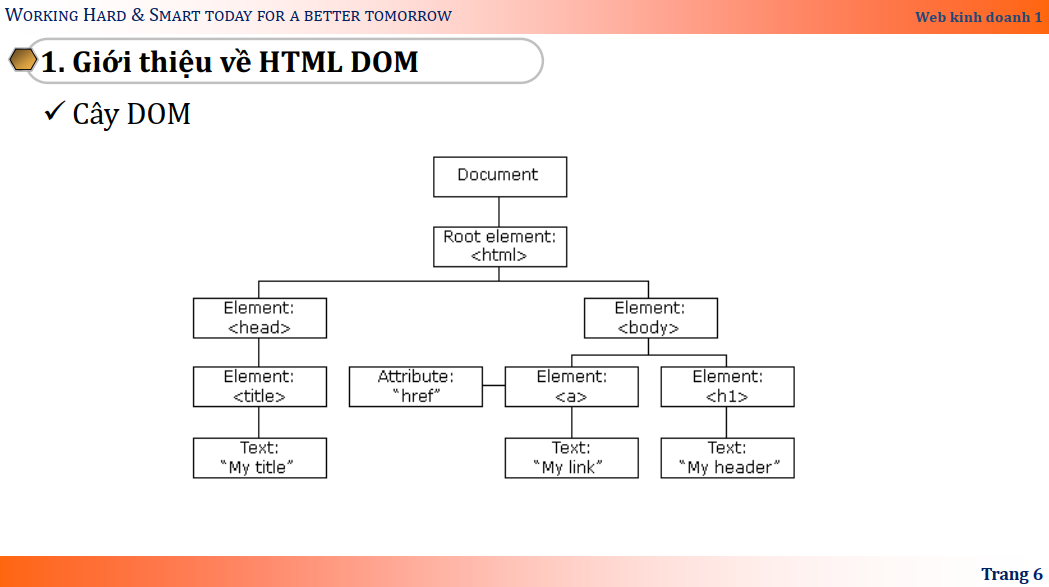 WORKING HARD & SMART TODAY FOR A BETTER TOMORROW
Web kinh doanh 1
1. Giới thiệu về HTML DOM
✓ Cây DOM
Document
Root element:
<html>
Element:
<head>
Element:
<body>
Element:
<title>
Attribute:
“href”
Element:
<a>
Element:
<h1>
Text:
“My title”
Text:
“My link”
Text:
“My header”
Trang 6